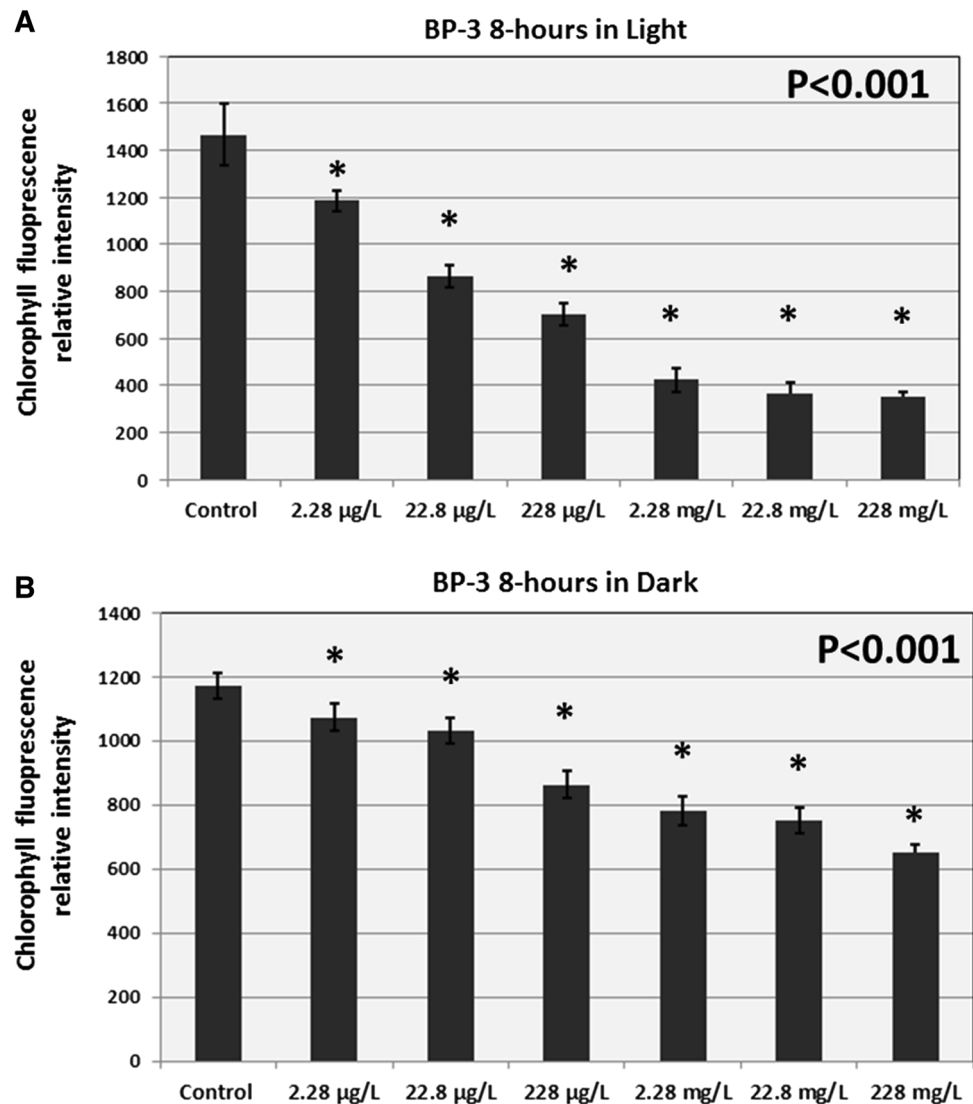 A
BP-3 8-hours in Light
P<0.001
Chlorophyll fluorescence
relative intensity
1800
1600
1400
1200
1000
800
600
400
200
0
*
*
*
*
*
*
Control 2.28 µg/L 22.8 µg/L 228 µg/L 2.28 mg/L 22.8 mg/L 228 mg/L
B
BP-3 8-hours in Dark
P<0.001
Chlorophyll fluorescence
relative intensity
1400
1200
1000
800
600
400
200
0
*
*
*
*
*
*
Control 2.28 µg/L 22.8 µg/L 228 µg/L 2.28 mg/L 22.8 mg/L 228 mg/L